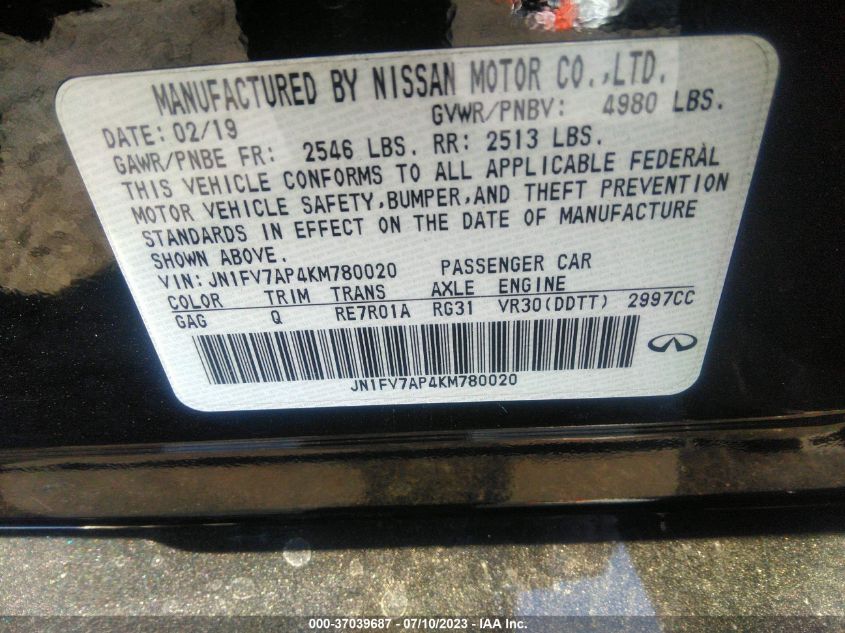 MANUFACTURED BY NISSAN MOTOR CO.,LTD.
DATE: 02/19 GVWR/PNBV: 4980 LBS.
GAWR/PNBE FR: 2546 LBS. RR: 2513 LBS.
THIS VEHICLE CONFORMS TO ALL APPLICABLE FEDERAL
MOTOR VEHICLE SAFETY,BUMPER,AND THEFT PREVENTION
STANDARDS IN EFFECT ON THE DATE OF MANUFACTURE
SHOWN ABOVE.
VIN: JN1FV7AP4KM780020 PASSENGER CAR
COLOR TRIM TRANS AXLE ENGINE
GAG Q RE7R01A RG31 VR30(DDTT) 2997CC
JN1FV7AP4KM780020
000-37039687 - 07/10/2023 - IAA Inc.